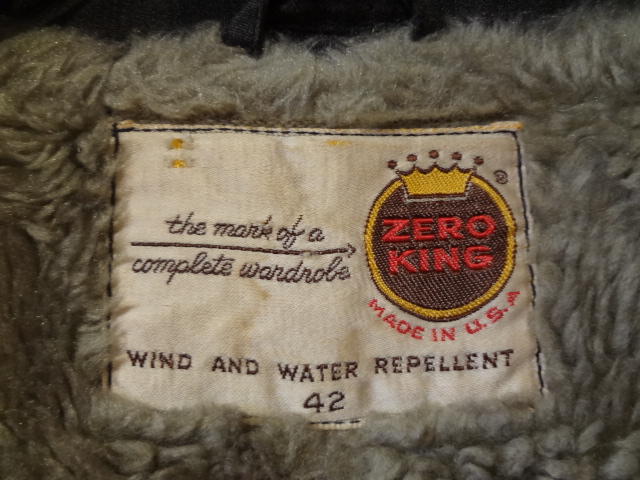 the mark of a
complete wardrobe
ZERO
KING
®
MADE IN U.S.A
WIND AND WATER REPELLENT
42